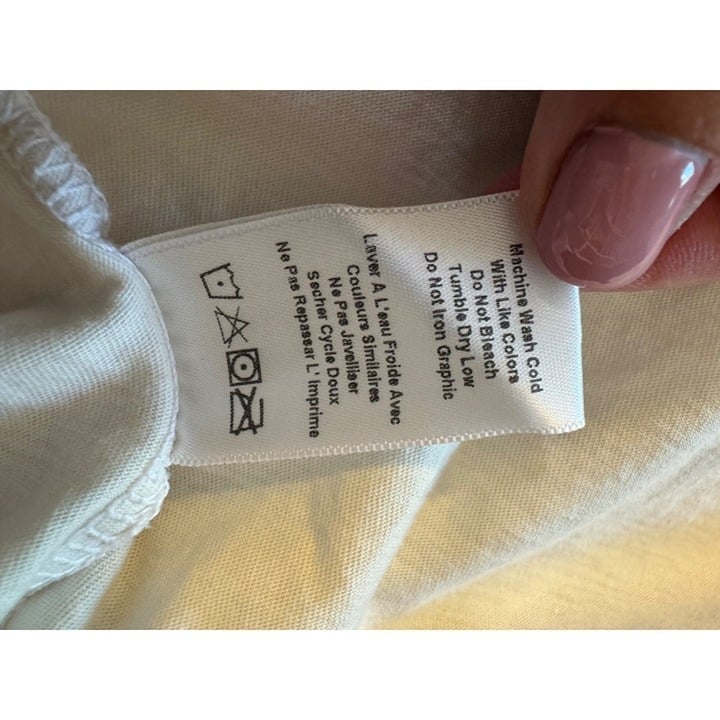 Machine Wash Cold
With Like Colors
Do Not Bleach
Tumble Dry Low
Do Not Iron Graphic
Laver A L'eau Froide Avec
Couleurs Similaires
Ne Pas Javelliser
Secher Cycle Doux
Ne Pas Repassar L' Imprime